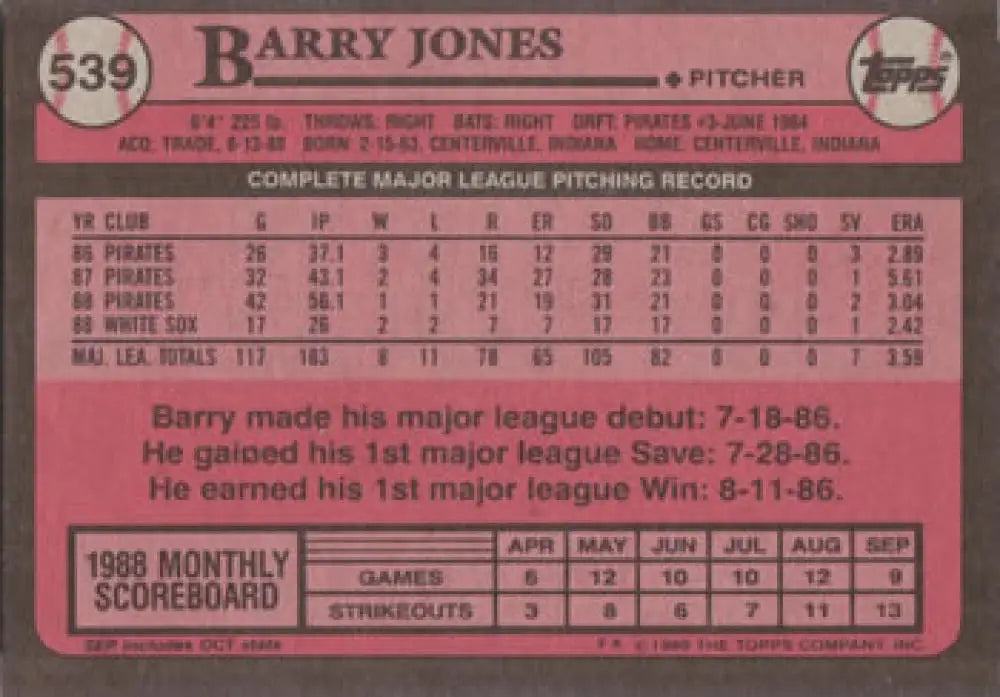 539
BARRY JONES
PITCHER
Topps
6'4" 225 lb. THROWS: RIGHT BATS: RIGHT DRFT: PIRATES #3-JUNE 1984
ACQ: TRADE, 8-13-88 BORN: 2-15-63, CENTERVILLE, INDIANA HOME: CENTERVILLE, INDIANA
COMPLETE MAJOR LEAGUE PITCHING RECORD
YR CLUB G IP W L R ER SO BB GS CG SHO SV ERA
86 PIRATES 26 37.1 3 4 16 12 29 21 0 0 0 3 2.89
87 PIRATES 32 43.1 2 4 34 27 28 23 0 0 0 1 5.61
88 PIRATES 42 56.1 1 1 21 19 31 21 0 0 0 2 3.04
88 WHITE SOX 17 26 2 2 7 7 17 17 0 0 0 1 2.42
MAJ. LEA. TOTALS 117 163 8 11 78 65 105 82 0 0 0 7 3.59
Barry made his major league debut: 7-18-86.
He gained his 1st major league Save: 7-28-86.
He earned his 1st major league Win: 8-11-86.
1988 MONTHLY SCOREBOARD
APR MAY JUN JUL AUG SEP
GAMES 6 12 10 10 12 9
STRIKEOUTS 3 8 6 7 11 13
SEP includes OCT stats
© 1989 THE TOPPS COMPANY, INC.